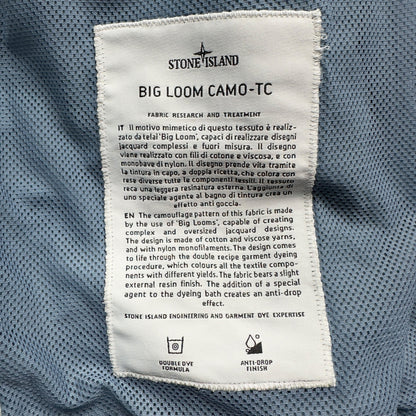 STONE ISLAND
BIG LOOM CAMO-TC
FABRIC RESEARCH AND TREATMENT
IT Il motivo mimetico di questo tessuto è realiz-
zato da telai 'Big Loom', capaci di realizzare disegni
jacquard complessi e fuori misura. Il disegno
viene realizzato con fili di cotone e viscosa, e con
monobave di nylon. Il disegno prende vita tramite
la tintura in capo, a doppia ricetta, che colora con
rese diverse tutte le componenti tessili. Il tessuto
reca una leggera resinatura esterna. L'aggiunta di
uno speciale agente al bagno di tintura crea un
effetto anti goccia.
EN The camouflage pattern of this fabric is made
by the use of 'Big Looms', capable of creating
complex and oversized jacquard designs.
The design is made of cotton and viscose yarns,
and with nylon monofilaments. The design comes
to life through the double recipe garment dyeing
procedure, which colours all the textile compo-
nents with different yields. The fabric bears a slight
external resin finish. The addition of a special
agent to the dyeing bath creates an anti-drop
effect.
STONE ISLAND ENGINEERING AND GARMENT DYE EXPERTISE
DOUBLE DYE FORMULA
ANTI-DROP FINISH